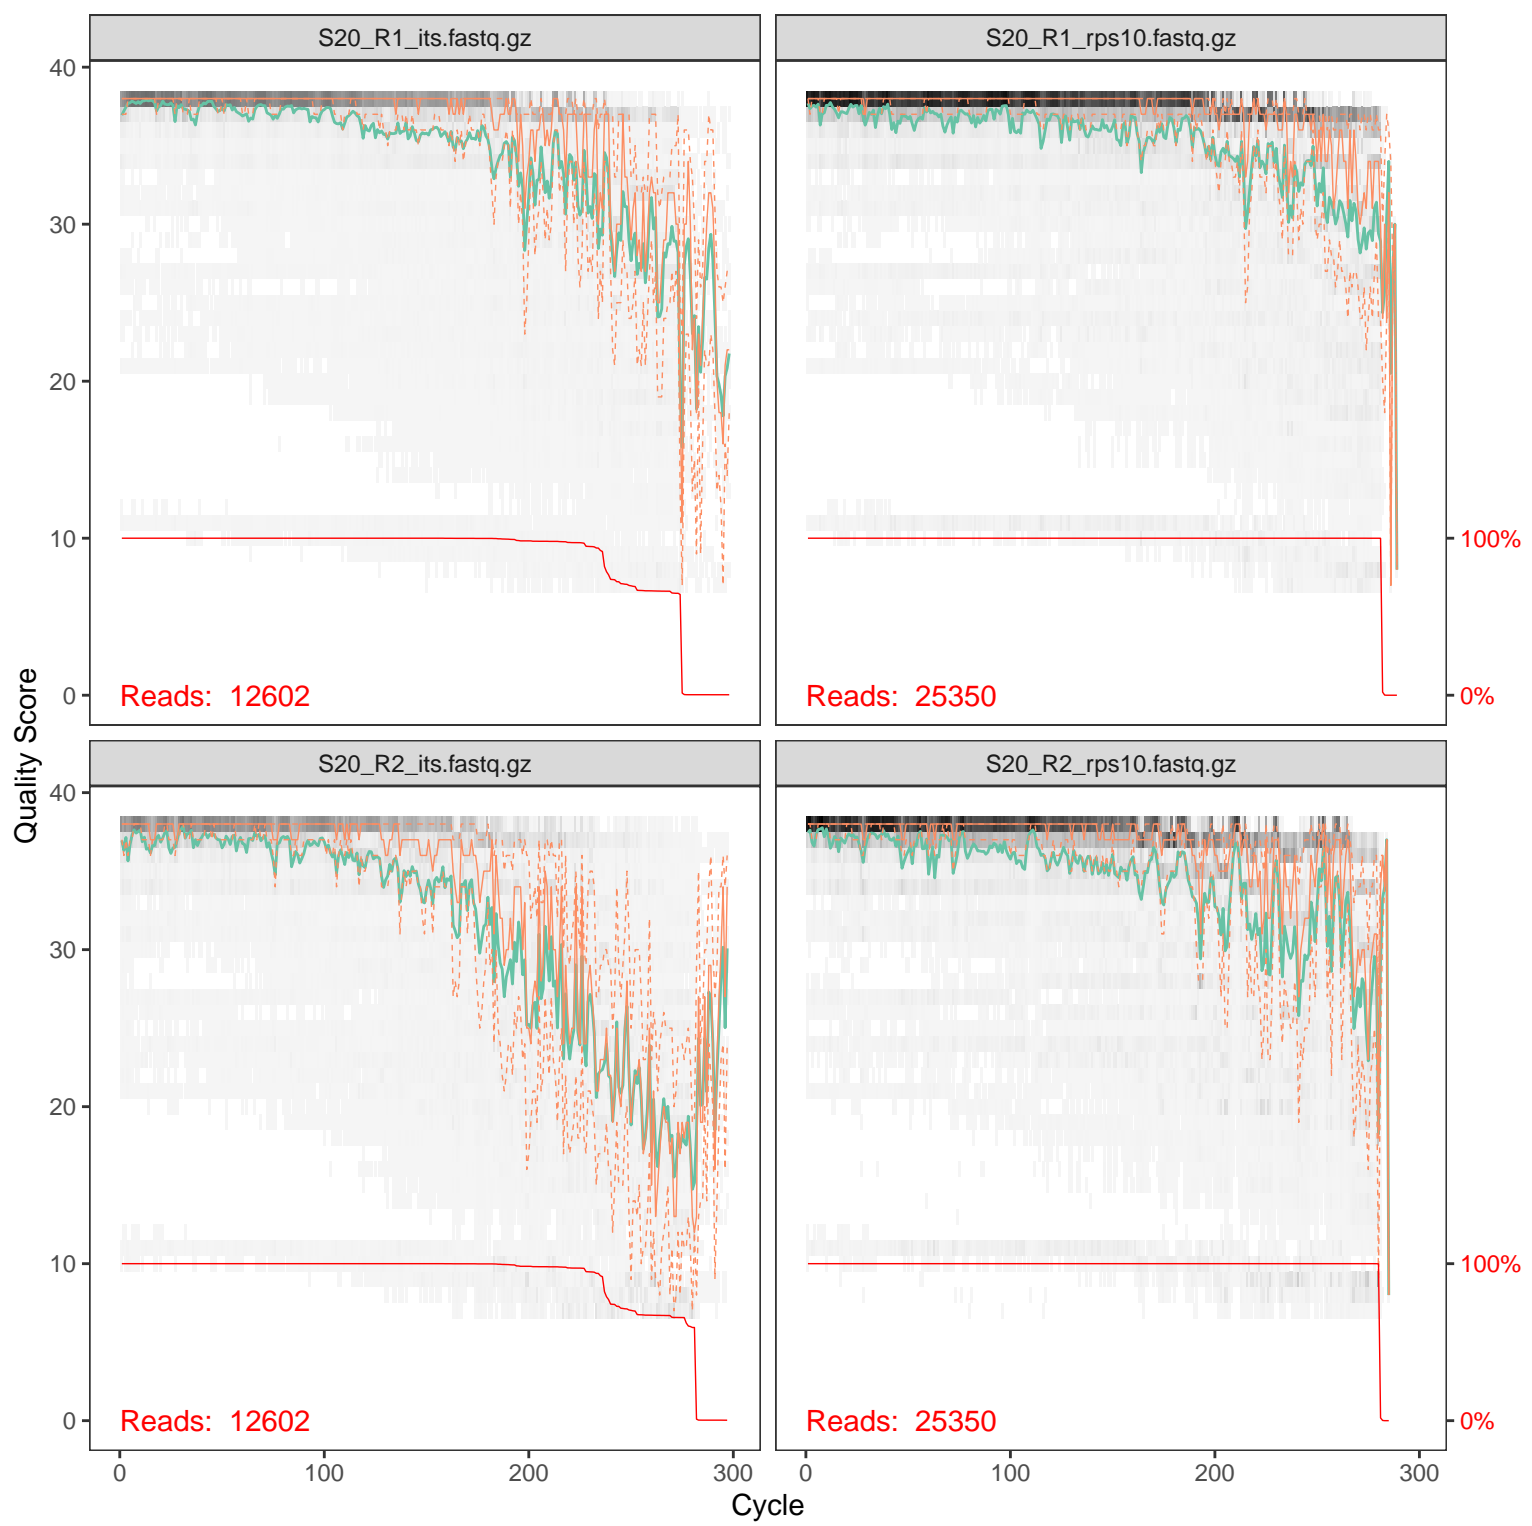 S20_R1_its.fastq.gz
S20_R1_rps10.fastq.gz
40
30
20
10
0
100%
0%
Reads: 12602
Reads: 25350
Quality Score
S20_R2_its.fastq.gz
S20_R2_rps10.fastq.gz
40
30
20
10
0
100%
0%
Reads: 12602
Reads: 25350
0 100 200 300
0 100 200 300
Cycle